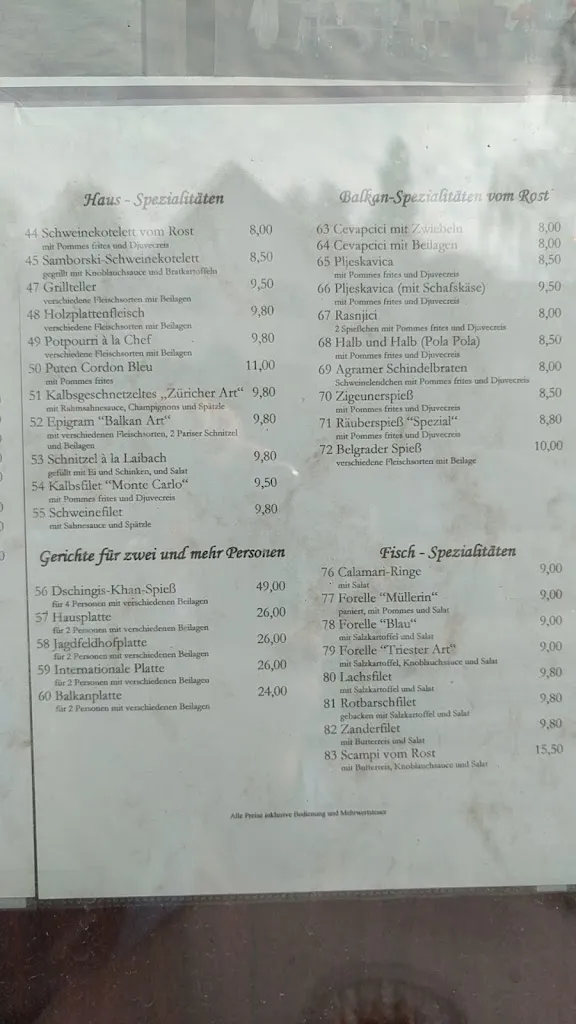 Haus - Spezialitäten
44 Schweinekotelett vom Rost 8,00
mit Pommes frites und Djuvecreis
45 Samborski-Schweinekotelett 8,50
gegrillt mit Knoblauchsauce und Bratkartoffeln
47 Grillteller 9,50
verschiedene Fleischsorten mit Beilagen
48 Holzplattenfleisch 9,80
verschiedene Fleischsorten mit Beilagen
49 Potpourri à la Chef 9,80
verschiedene Fleischsorten mit Beilagen
50 Puten Cordon Bleu 11,00
mit Pommes frites
51 Kalbsgeschnetzeltes „Züricher Art“ 9,80
mit Rahmsahnesauce, Champignons und Spätzle
52 Epigram “Balkan Art” 9,80
mit verschiedenen Fleischsorten, 2 Pariser Schnitzel
und Beilagen
53 Schnitzel à la Laibach 9,80
gefüllt mit Ei und Schinken, und Salat
54 Kalbsfilet “Monte Carlo” 9,50
mit Pommes frites und Djuvecreis
55 Schweinefilet 9,80
mit Sahnesauce und Spätzle
Gerichte für zwei und mehr Personen
56 Dschingis-Khan-Spieß 49,00
für 4 Personen mit verschiedenen Beilagen
57 Hausplatte 26,00
für 2 Personen mit verschiedenen Beilagen
58 Jagdfeldhofplatte 26,00
für 2 Personen mit verschiedenen Beilagen
59 Internationale Platte 26,00
für 2 Personen mit verschiedenen Beilagen
60 Balkanplatte 24,00
für 2 Personen mit verschiedenen Beilagen
Balkan-Spezialitäten vom Rost
63 Cevapcici mit Zwiebeln 8,00
64 Cevapcici mit Beilagen 8,00
65 Pljeskavica 8,50
mit Pommes frites und Djuvecreis
66 Pljeskavica (mit Schafskäse) 9,50
mit Pommes frites und Djuvecreis
67 Rasnjici 8,00
2 Spießchen mit Pommes frites und Djuvecreis
68 Halb und Halb (Pola Pola) 8,50
mit Pommes frites und Djuvecreis
69 Agramer Schindelbraten 8,00
Schweinelendchen mit Pommes frites und Djuvecreis
70 Zigeunerspieß 8,50
mit Pommes frites und Djuvecreis
71 Räuberspieß “Spezial” 8,80
mit Pommes frites und Djuvecreis
72 Belgrader Spieß 10,00
verschiedene Fleischsorten mit Beilage
Fisch - Spezialitäten
76 Calamari-Ringe 9,00
mit Salat
77 Forelle “Müllerin” 9,00
paniert, mit Pommes und Salat
78 Forelle “Blau” 9,00
mit Salzkartoffel und Salat
79 Forelle “Triester Art” 9,00
mit Salzkartoffel, Knoblauchsauce und Salat
80 Lachsfilet 9,80
mit Salzkartoffel und Salat
81 Rotbarschfilet 9,80
gebacken mit Salzkartoffel und Salat
82 Zanderfilet 9,80
mit Butterreis und Salat
83 Scampi vom Rost 15,50
mit Butterreis, Knoblauchsauce und Salat
Alle Preise inklusive Bedienung und Mehrwertsteuer